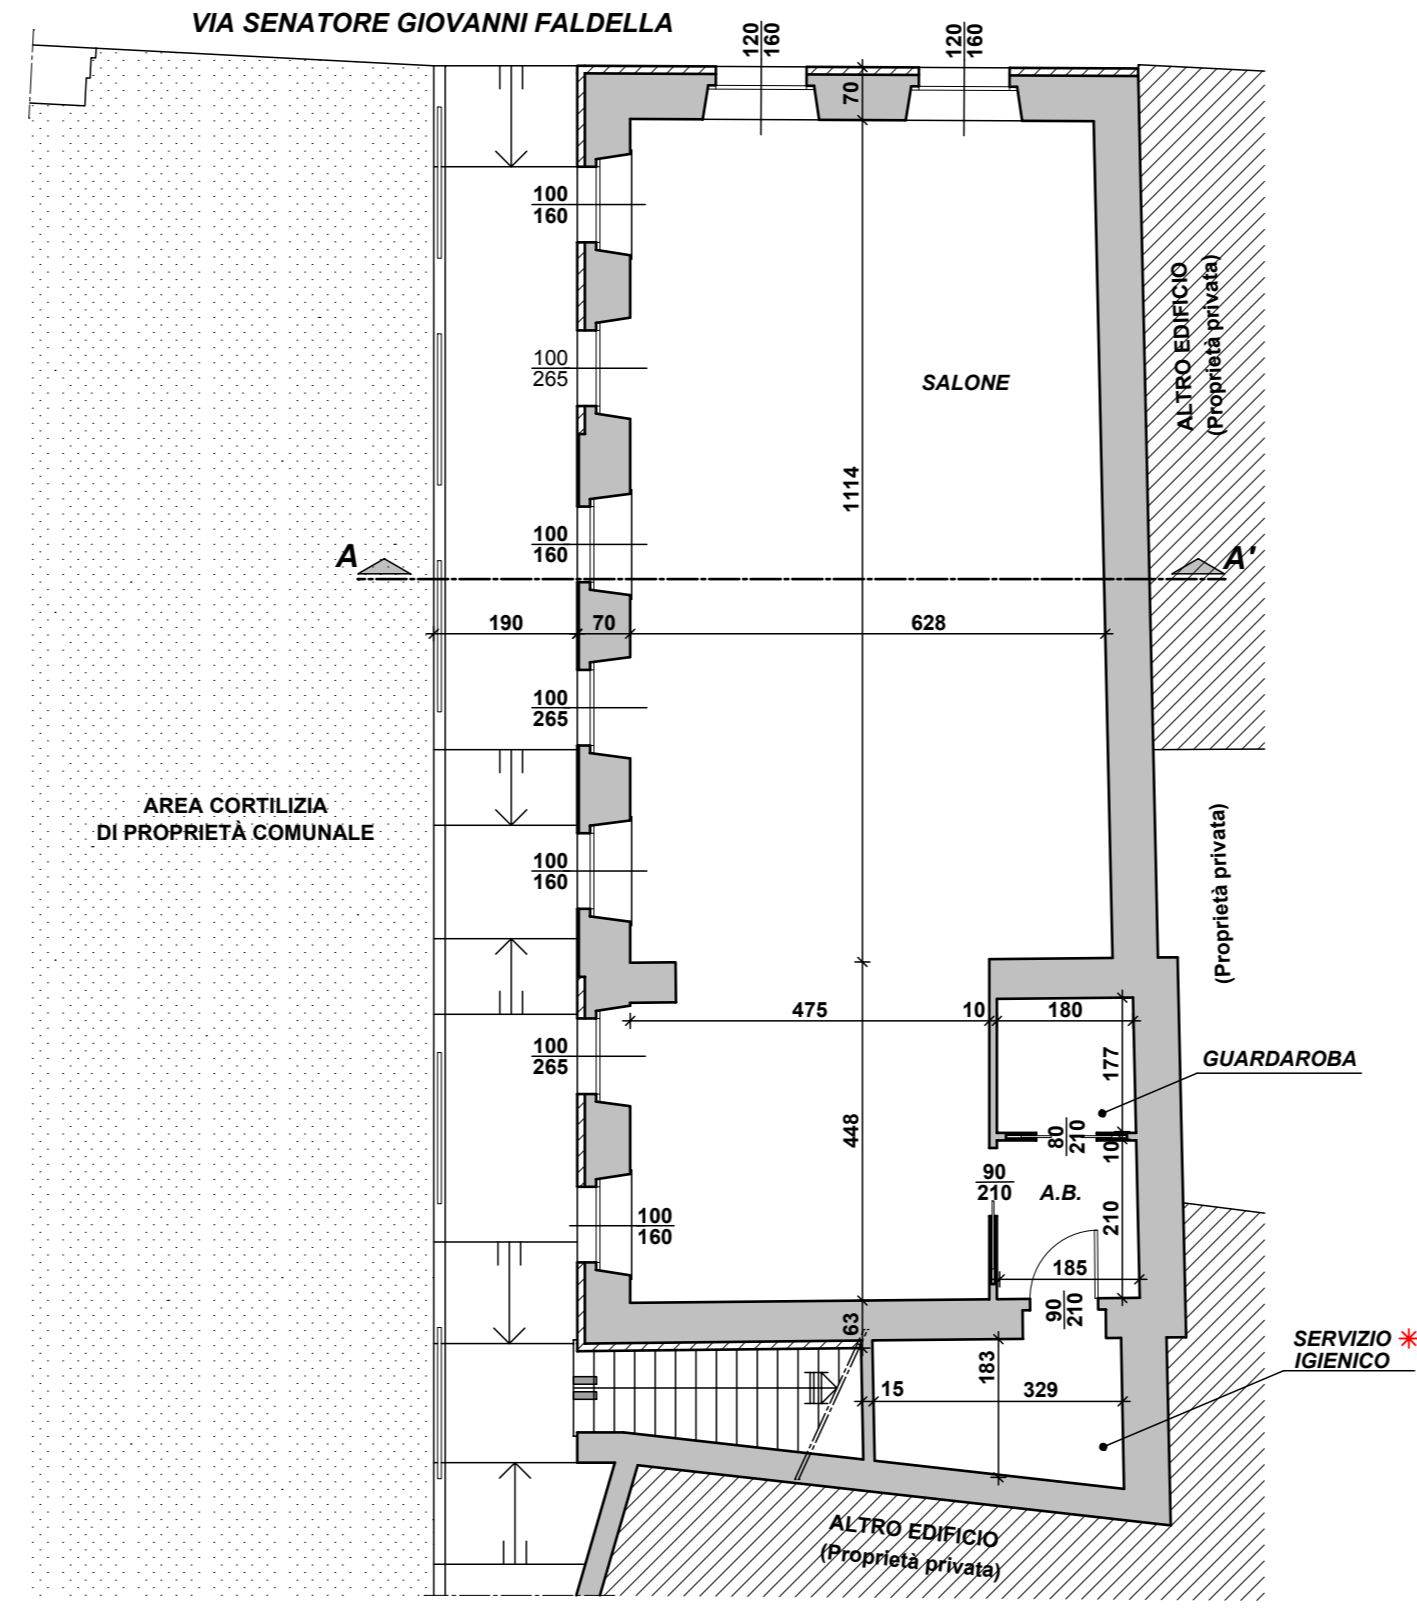 VIA SENATORE GIOVANNI FALDELLA
120
160
120
160
70
100
160
ALTRO EDIFICIO
(Proprietà privata)
100
265
SALONE
1114
100
160
A
A'
190
70
628
100
265
AREA CORTILIZIA
DI PROPRIETÀ COMUNALE
(Proprietà privata)
100
160
475
10
180
177
GUARDAROBA
100
265
448
80
210
10
90
210
A.B.
210
100
160
185
90
210
63
183
SERVIZIO *
IGIENICO
15
329
ALTRO EDIFICIO
(Proprietà privata)